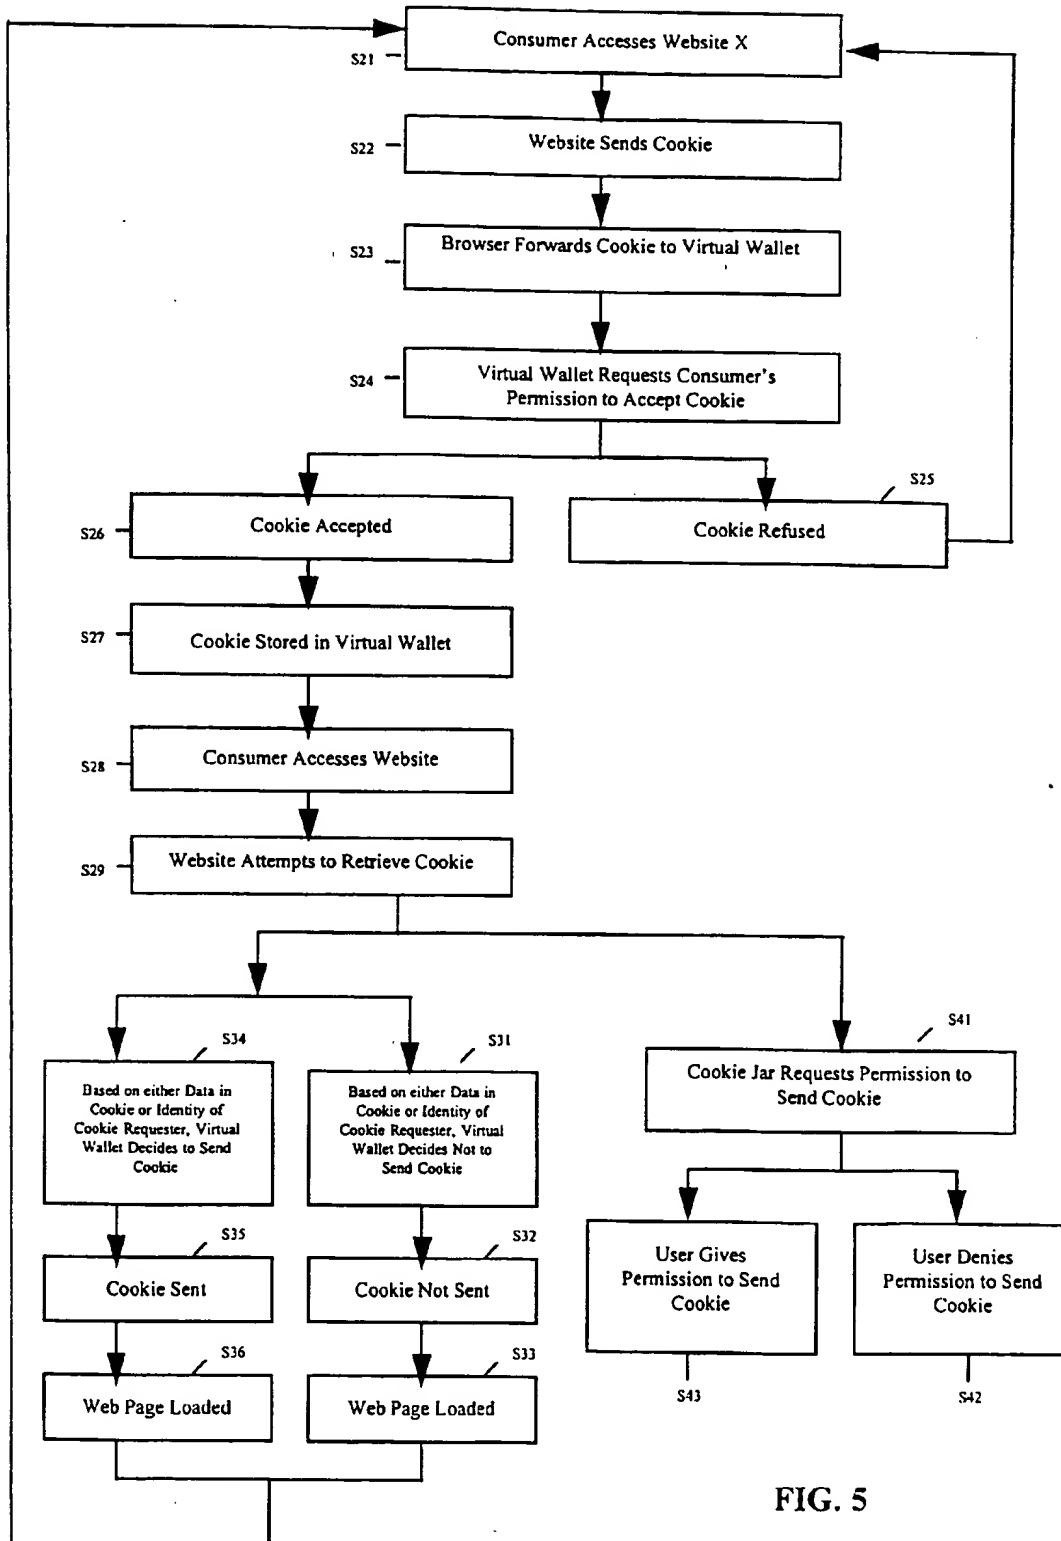 Consumer Accesses Website X
S21
Website Sends Cookie
S22
Browser Forwards Cookie to Virtual Wallet
S23
Virtual Wallet Requests Consumer's
Permission to Accept Cookie
S24
S25
Cookie Accepted
Cookie Refused
S26
Cookie Stored in Virtual Wallet
S27
Consumer Accesses Website
S28
Website Attempts to Retrieve Cookie
S29
S34
Based on either Data in
Cookie or Identity of
Cookie Requester, Virtual
Wallet Decides to Send
Cookie
S31
Based on either Data in
Cookie or Identity of
Cookie Requester, Virtual
Wallet Decides Not to
Send Cookie
S41
Cookie Jar Requests Permission to
Send Cookie
S35
Cookie Sent
S32
Cookie Not Sent
User Gives
Permission to Send
Cookie
User Denies
Permission to Send
Cookie
S36
Web Page Loaded
S33
Web Page Loaded
S43
S42
FIG. 5